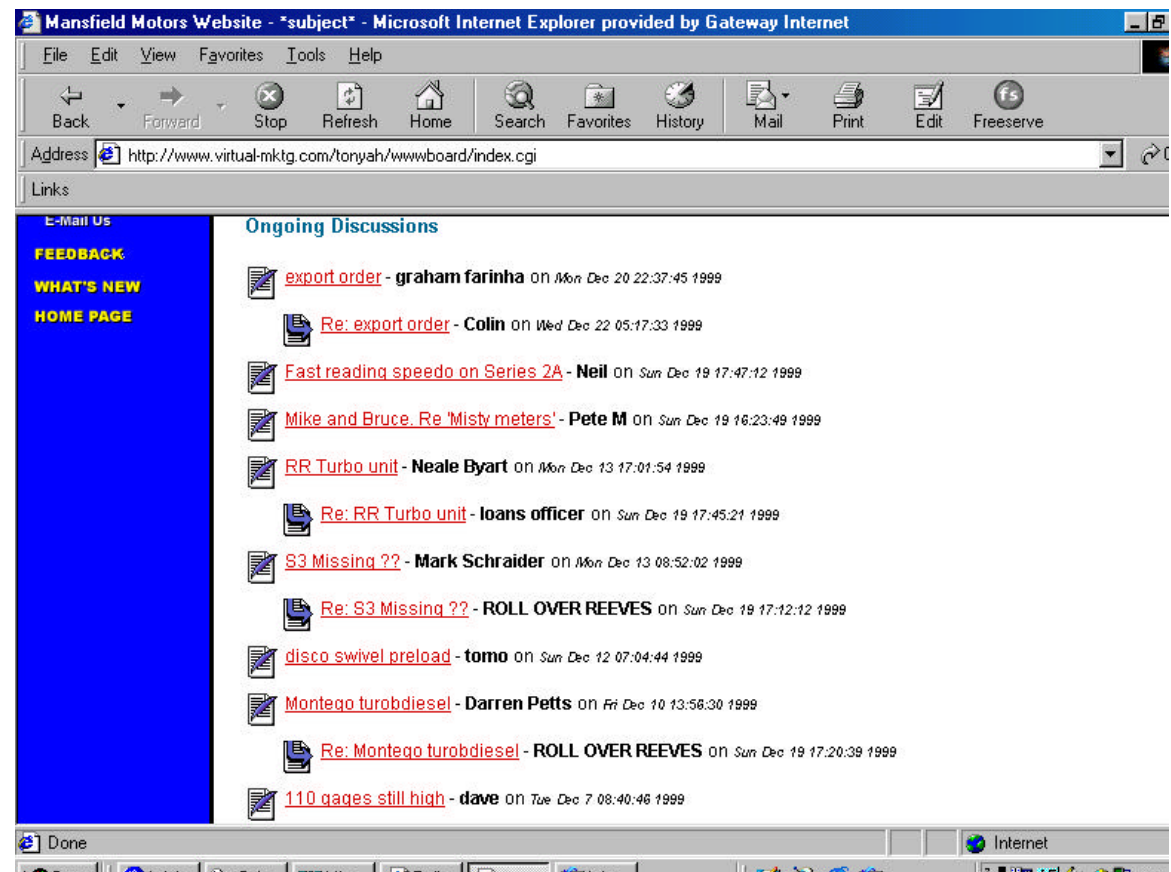 Mansfield Motors Website - *subject* - Microsoft Internet Explorer provided by Gateway Internet
File Edit View Favorites Tools Help
Back Forward Stop Refresh Home Search Favorites History Mail Print Edit Freeserve
Address http://www.virtual-mktg.com/tonyah/wwwboard/index.cgi
Links
E-Mail Us
FEEDBACK
WHAT'S NEW
HOME PAGE
Ongoing Discussions
export order - graham farinha on Mon Dec 20 22:37:45 1999
Re: export order - Colin on Wed Dec 22 05:17:33 1999
Fast reading speedo on Series 2A - Neil on Sun Dec 19 17:47:12 1999
Mike and Bruce. Re 'Misty meters' - Pete M on Sun Dec 19 16:23:49 1999
RR Turbo unit - Neale Byart on Mon Dec 13 17:01:54 1999
Re: RR Turbo unit - loans officer on Sun Dec 19 17:45:21 1999
S3 Missing ?? - Mark Schraider on Mon Dec 13 08:52:02 1999
Re: S3 Missing ?? - ROLL OVER REEVES on Sun Dec 19 17:12:12 1999
disco swivel preload - tomo on Sun Dec 12 07:04:44 1999
Montego turobdiesel - Darren Petts on Fri Dec 10 13:56:30 1999
Re: Montego turobdiesel - ROLL OVER REEVES on Sun Dec 19 17:20:39 1999
110 gages still high - dave on Tue Dec 7 08:40:46 1999
Done
Internet